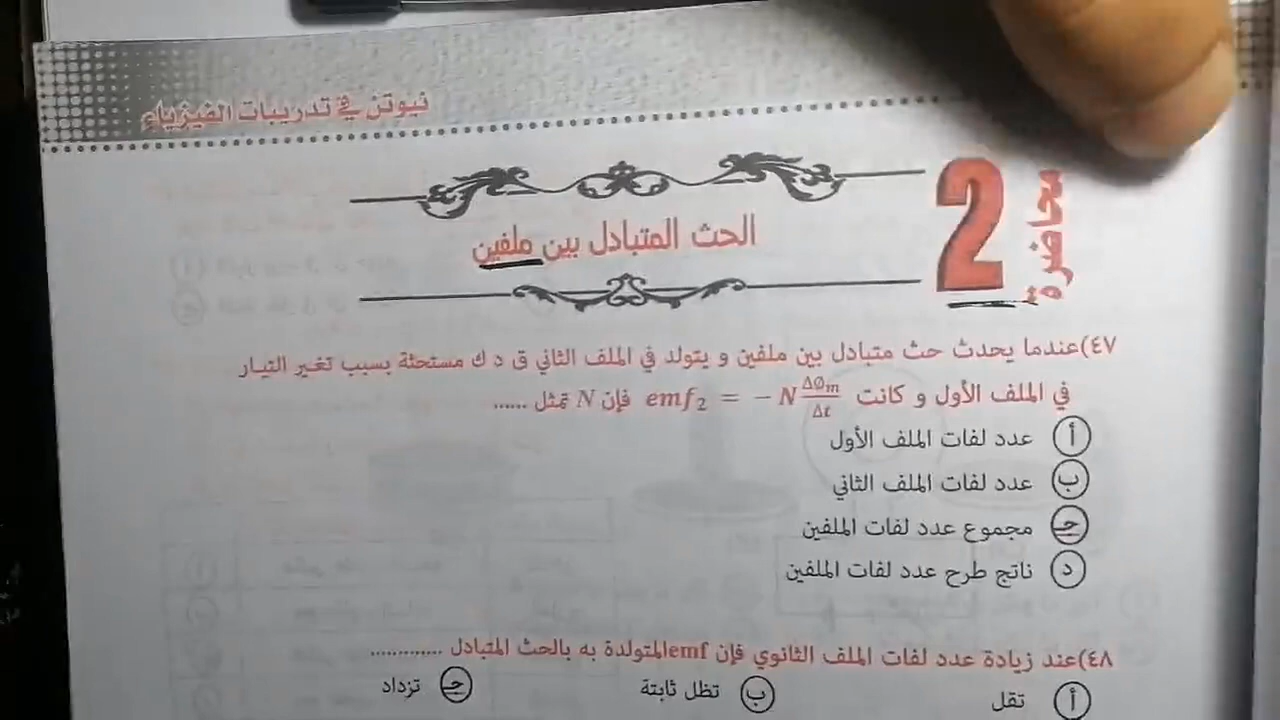 نيوتن في تدريبات الفيزياء
محاضرة 2
الحث المتبادل بين ملفين
٤٧)عندما يحدث حث متبادل بين ملفين و يتولد في الملف الثاني ق د ك مستحثة بسبب تغير التيار
في الملف الأول و كانت emf₂ = −N ΔØₘ/Δt فإن N تمثل ......
أ عدد لفات الملف الأول
ب عدد لفات الملف الثاني
جـ مجموع عدد لفات الملفين
د ناتج طرح عدد لفات الملفين
٤٨)عند زيادة عدد لفات الملف الثانوي فإن emfالمتولدة به بالحث المتبادل .............
أ تقل ب تظل ثابتة جـ تزداد